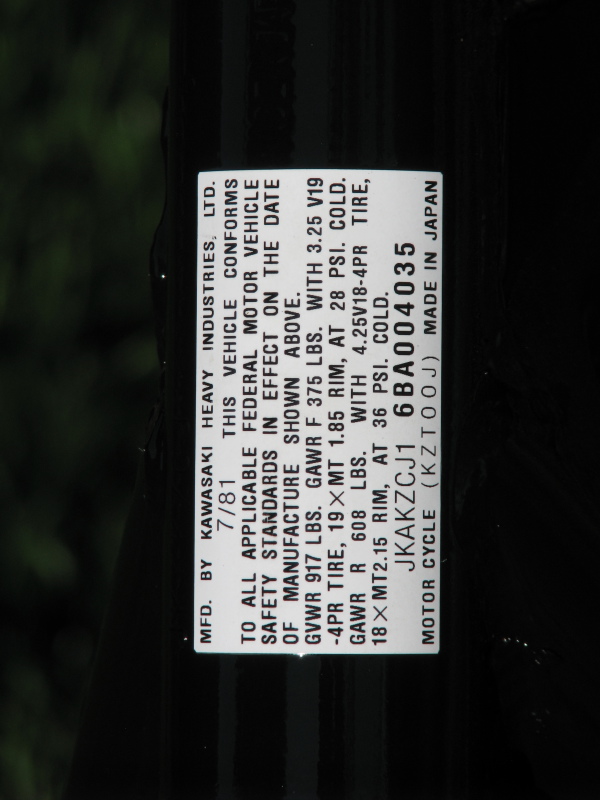 MFD. BY KAWASAKI HEAVY INDUSTRIES, LTD.
7/81 THIS VEHICLE CONFORMS
TO ALL APPLICABLE FEDERAL MOTOR VEHICLE
SAFETY STANDARDS IN EFFECT ON THE DATE
OF MANUFACTURE SHOWN ABOVE.
GVWR 917 LBS. GAWR F 375 LBS. WITH 3.25 V19
-4PR TIRE, 19×MT 1.85 RIM, AT 28 PSI. COLD.
GAWR R 608 LBS. WITH 4.25V18-4PR TIRE,
18×MT2.15 RIM, AT 36 PSI. COLD.
JKAKZCJ1 6BA004035
MOTOR CYCLE (KZTOOJ) MADE IN JAPAN